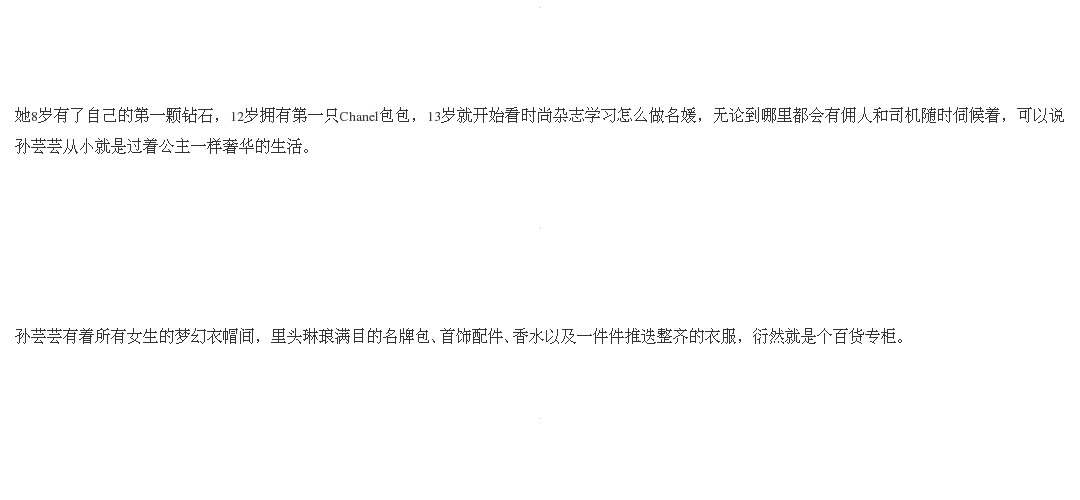 她8岁有了自己的第一颗钻石，12岁拥有第一只Chanel包包，13岁就开始看时尚杂志学习怎么做名媛，无论到哪里都会有佣人和司机随时伺候着，可以说
孙芸芸从小就是过着公主一样奢华的生活。
孙芸芸有着所有女生的梦幻衣帽间，里头琳琅满目的名牌包、首饰配件、香水以及一件件推迭整齐的衣服，衍然就是个百货专柜。